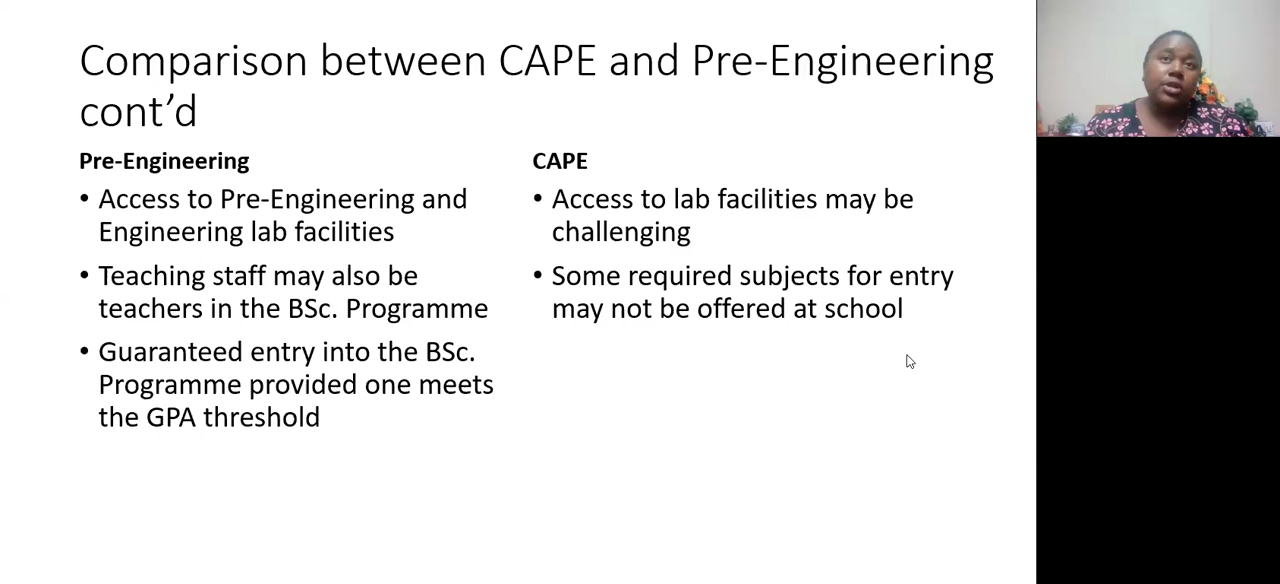 Comparison between CAPE and Pre-Engineering
cont’d
Pre-Engineering
• Access to Pre-Engineering and
Engineering lab facilities
• Teaching staff may also be
teachers in the BSc. Programme
• Guaranteed entry into the BSc.
Programme provided one meets
the GPA threshold
CAPE
• Access to lab facilities may be
challenging
• Some required subjects for entry
may not be offered at school